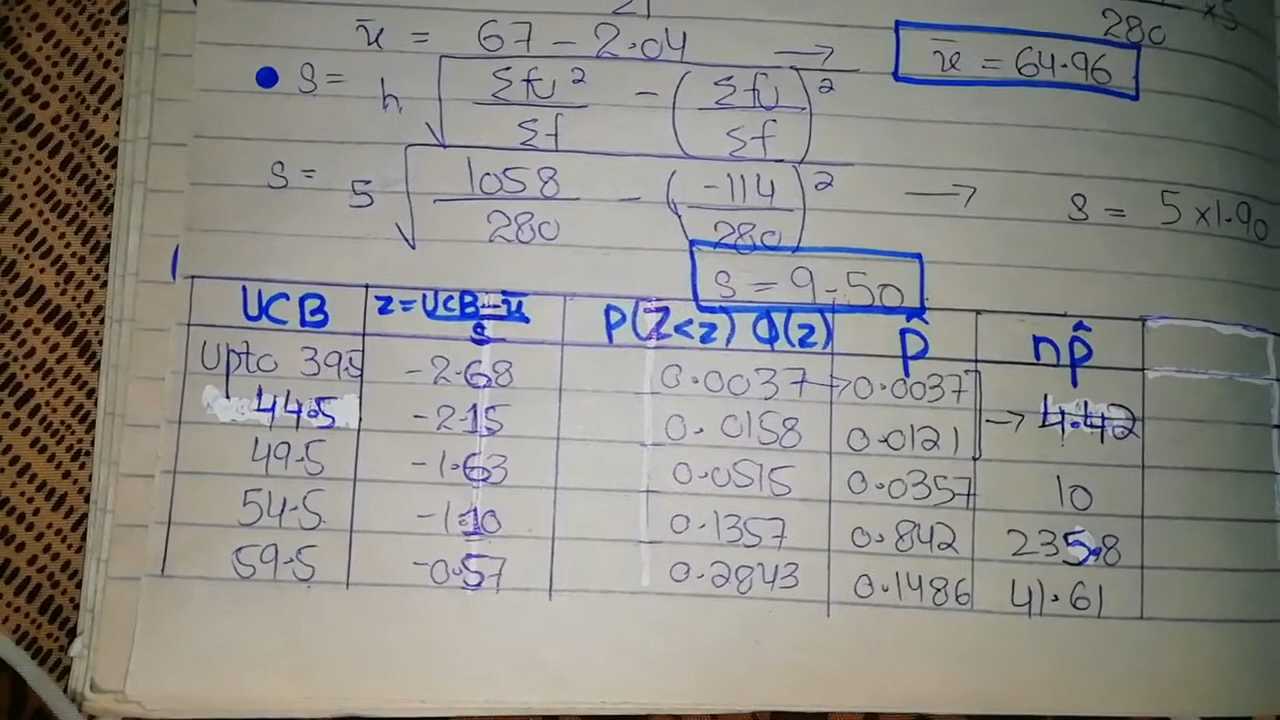 280 ×5
x̄ = 67 - 2.04 → x̄ = 64.96
• S = h √ Σfu² / Σf - (Σfu / Σf)²
S = 5 √ 1058 / 280 - (-114 / 280)² → S = 5×1.90
S = 9.50
UCB z = UCB - x̄ / s P(Z<z) Φ(z) p̂ np̂
Upto 39.5 -2.68 0.0037 → 0.0037
44.5 -2.15 0.0158 0.0121 → 4.42
49.5 -1.63 0.0515 0.0357 10
54.5 -1.10 0.1357 0.842 235.8
59.5 -0.57 0.2843 0.1486 41.61